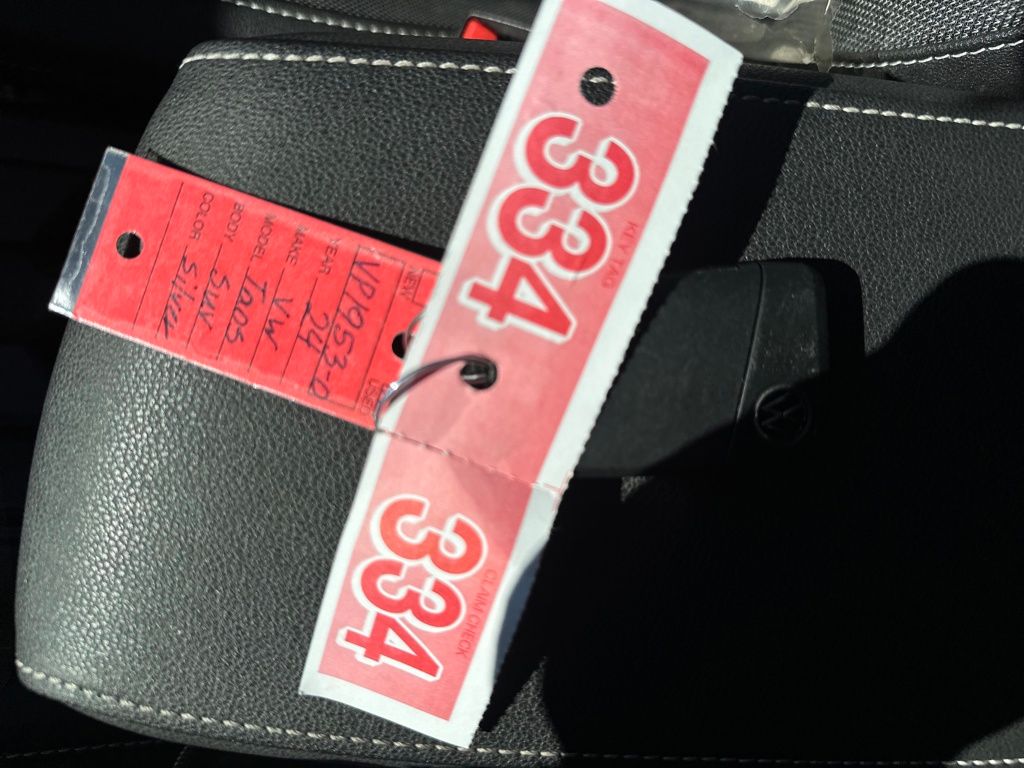 334
KEY TAG
334
CLAIM CHECK
NEW
USED
VP1953-0
YEAR 24
MAKE VW
MODEL Taos
BODY SUV
COLOR Silver